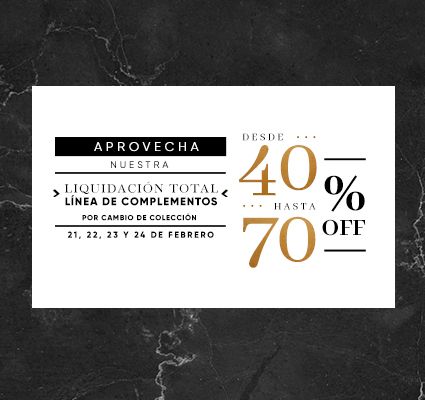 APROVECHA
NUESTRA
LIQUIDACIÓN TOTAL
LÍNEA DE COMPLEMENTOS
POR CAMBIO DE COLECCIÓN
21, 22, 23 Y 24 DE FEBRERO
DESDE ···
40
··· HASTA
70
%
OFF